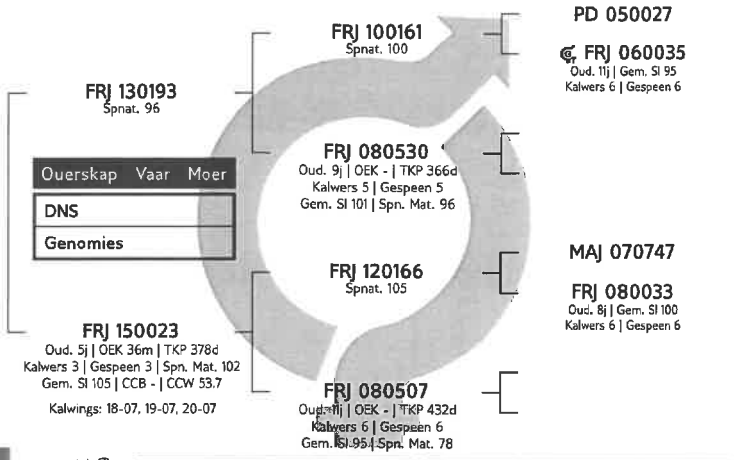 PD 050027
FRJ 100161
Spnat. 100
FRJ 060035
Oud. 11j | Gem. SI 95
Kalwers 6 | Gespeen 6
FRJ 130193
Spnat. 96
FRJ 080530
Oud. 9j | OEK - | TKP 366d
Kalwers 5 | Gespeen 5
Gem. SI 101 | Spn. Mat. 96
Ouerskap Vaar Moer
DNS
Genomies
MAJ 070747
FRJ 120166
Spnat. 105
FRJ 080033
Oud. 8j | Gem. SI 100
Kalwers 6 | Gespeen 6
FRJ 150023
Oud. 5j | OEK 36m | TKP 378d
Kalwers 3 | Gespeen 3 | Spn. Mat. 102
Gem. SI 105 | CCB - | CCW 53.7
Kalwings: 18-07, 19-07, 20-07
FRJ 080507
Oud. 11j | OEK - | TKP 432d
Kalwers 6 | Gespeen 6
Gem. SI 95 | Spn. Mat. 78